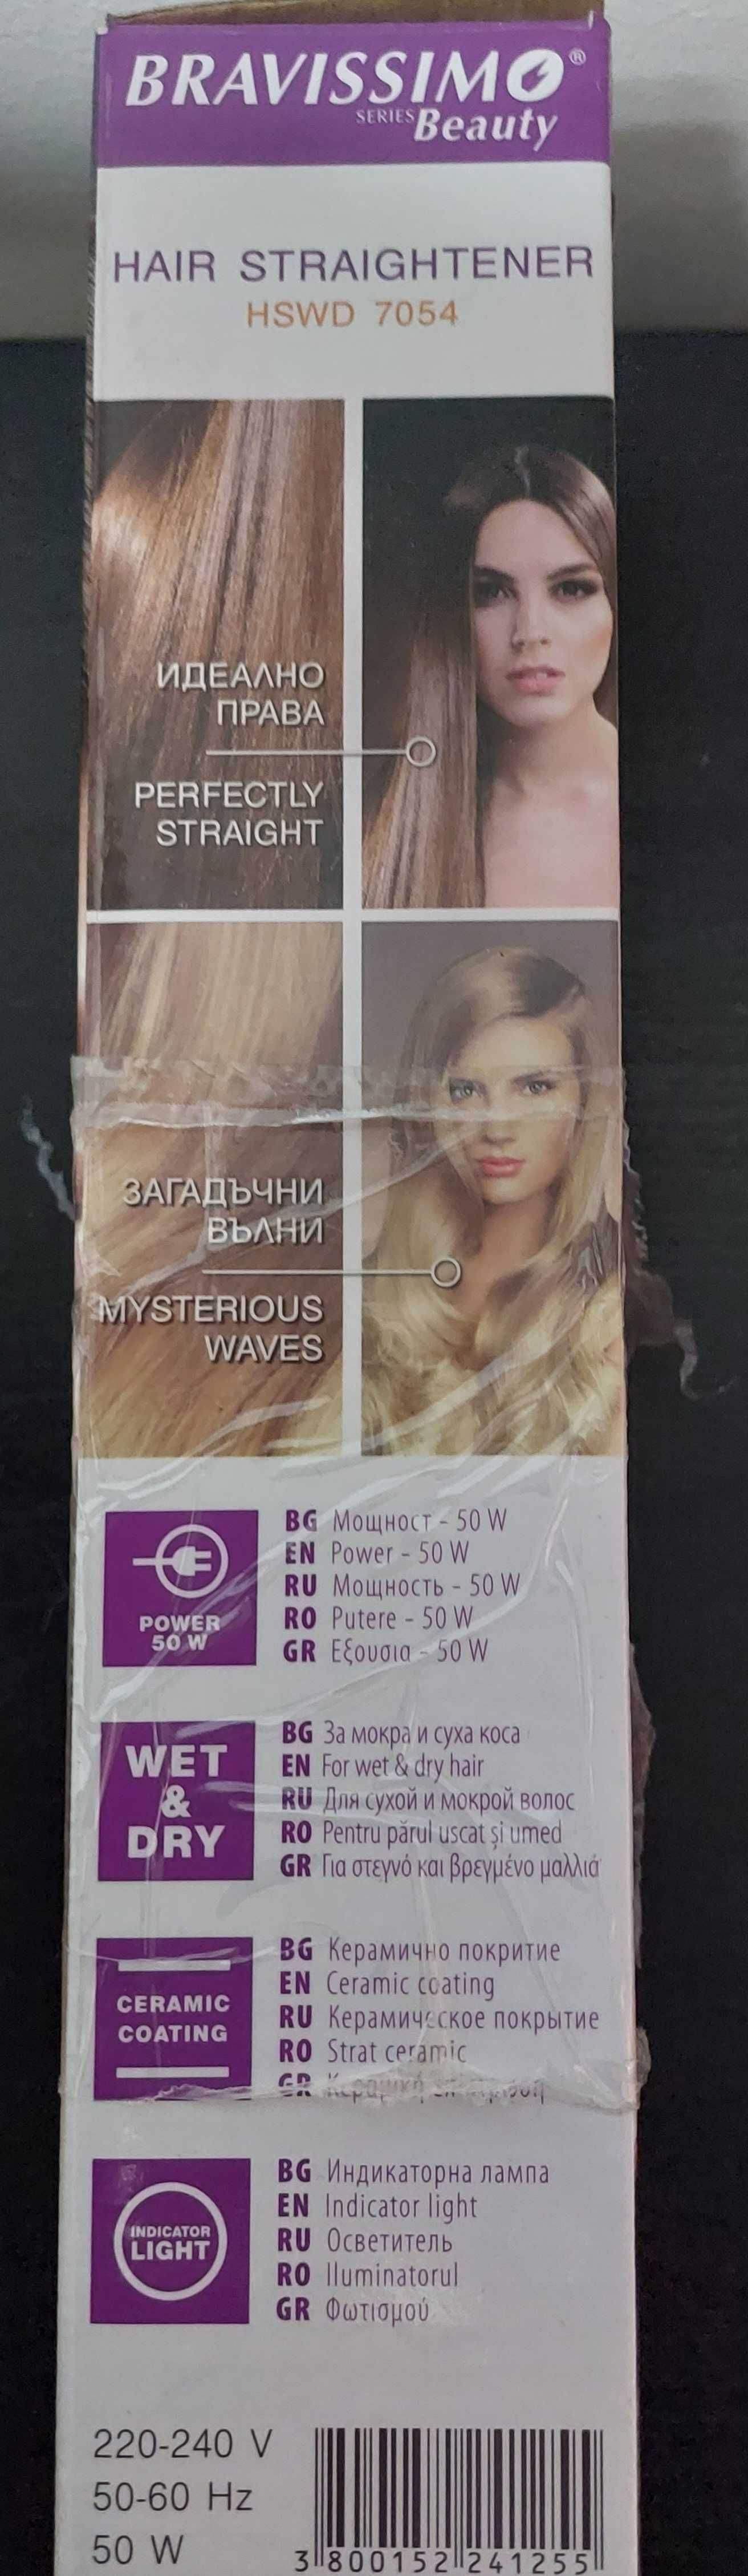 BRAVISSIMO®
SERIES Beauty
HAIR STRAIGHTENER
HSWD 7054
ИДЕАЛНО
ПРАВА
PERFECTLY
STRAIGHT
ЗАГАДЪЧНИ
ВЪЛНИ
MYSTERIOUS
WAVES
POWER
50 W
BG Мощност - 50 W
EN Power - 50 W
RU Мощность - 50 W
RO Putere - 50 W
GR Εξουσια - 50 W
WET
&
DRY
BG За мокра и суха коса
EN For wet & dry hair
RU Для сухой и мокрой волос
RO Pentru părul uscat și umed
GR Για στεγνό και βρεγμένο μαλλιά
CERAMIC
COATING
BG Керамично покритие
EN Ceramic coating
RU Керамическое покрытие
RO Strat ceramic
GR
INDICATOR
LIGHT
BG Индикаторна лампа
EN Indicator light
RU Осветитель
RO Iluminatorul
GR Φωτισμού
220-240 V
50-60 Hz
50 W
3 800152 241255